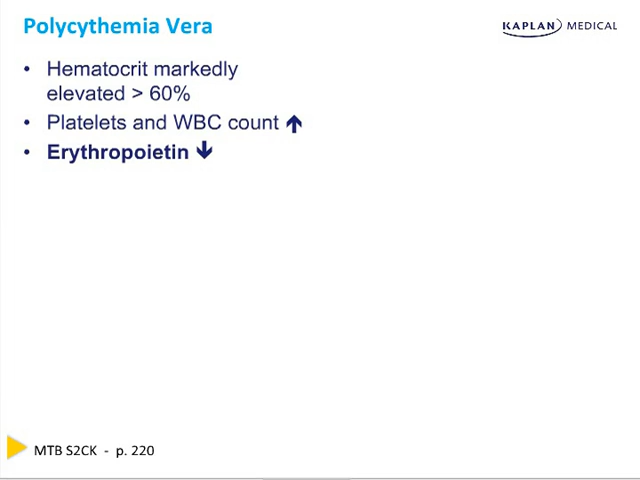 Polycythemia Vera
KAPLAN MEDICAL
• Hematocrit markedly
elevated > 60%
• Platelets and WBC count ↑
• Erythropoietin ↓
MTB S2CK - p. 220